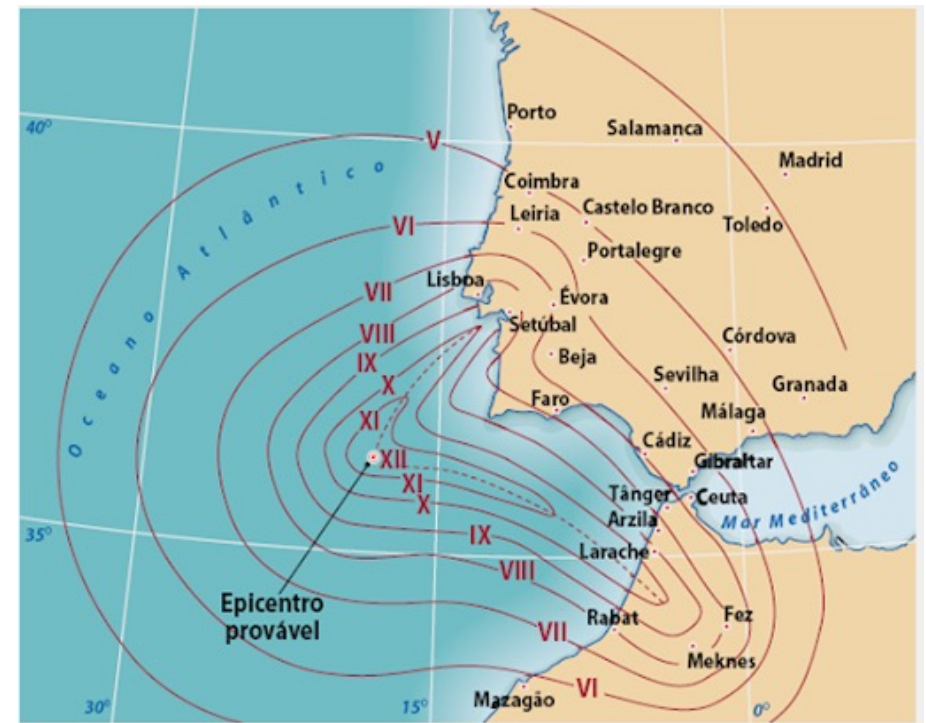 Porto
Salamanca
40°
V
Madrid
Coimbra
Castelo Branco
Leiria
Toledo
VI
Oceano Atlântico
Portalegre
Lisboa
VII
Évora
Setúbal
VIII
Córdova
Beja
IX
Sevilha
X
Granada
Faro
Málaga
XI
Cádiz
XII
Gibraltar
XI
Tânger
Ceuta
X
Mar Mediterrâneo
Arzila
35°
IX
Larache
VIII
Epicentro
provável
Rabat
Fez
VII
Meknes
VI
Mazagão
30°
15°
0°